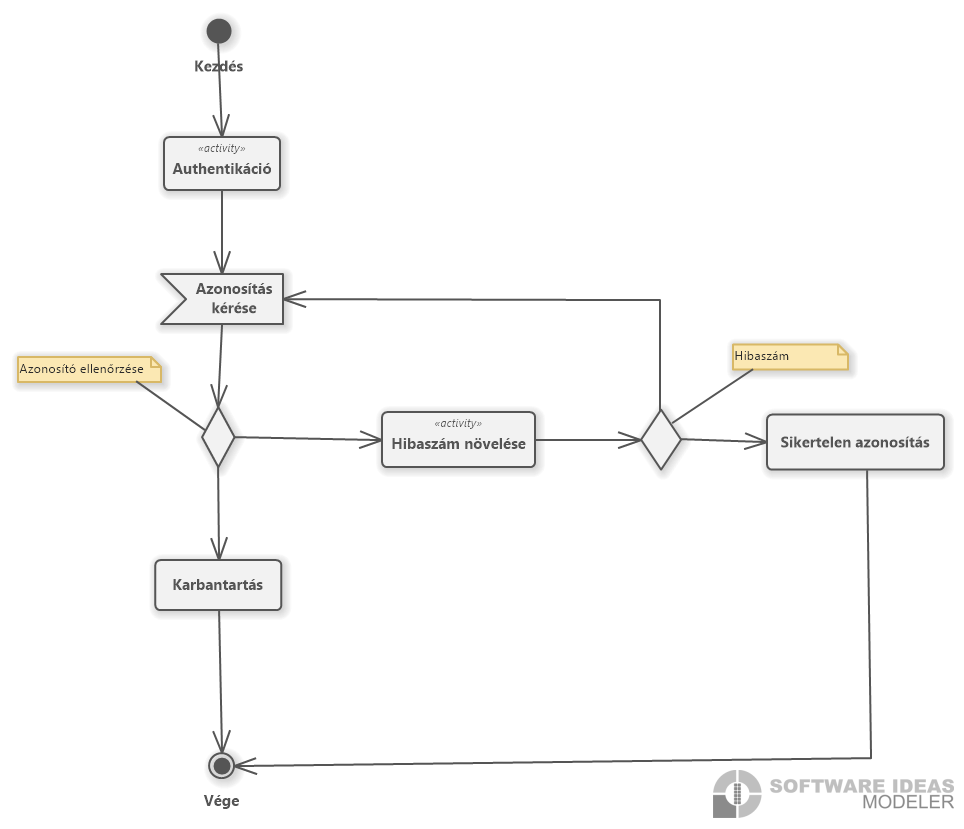 Kezdés
«activity»
Authentikáció
Azonosítás
kérése
Azonosító ellenőrzése
Hibaszám
«activity»
Hibaszám növelése
Sikertelen azonosítás
Karbantartás
Vége
SOFTWARE IDEAS
MODELER